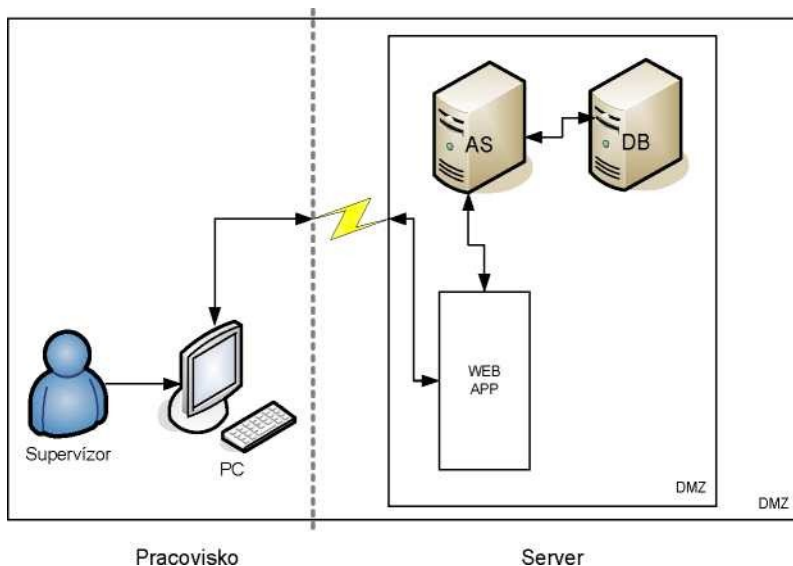 AS
DB
WEB
APP
Supervízor
PC
DMZ
DMZ
Pracovisko
Server